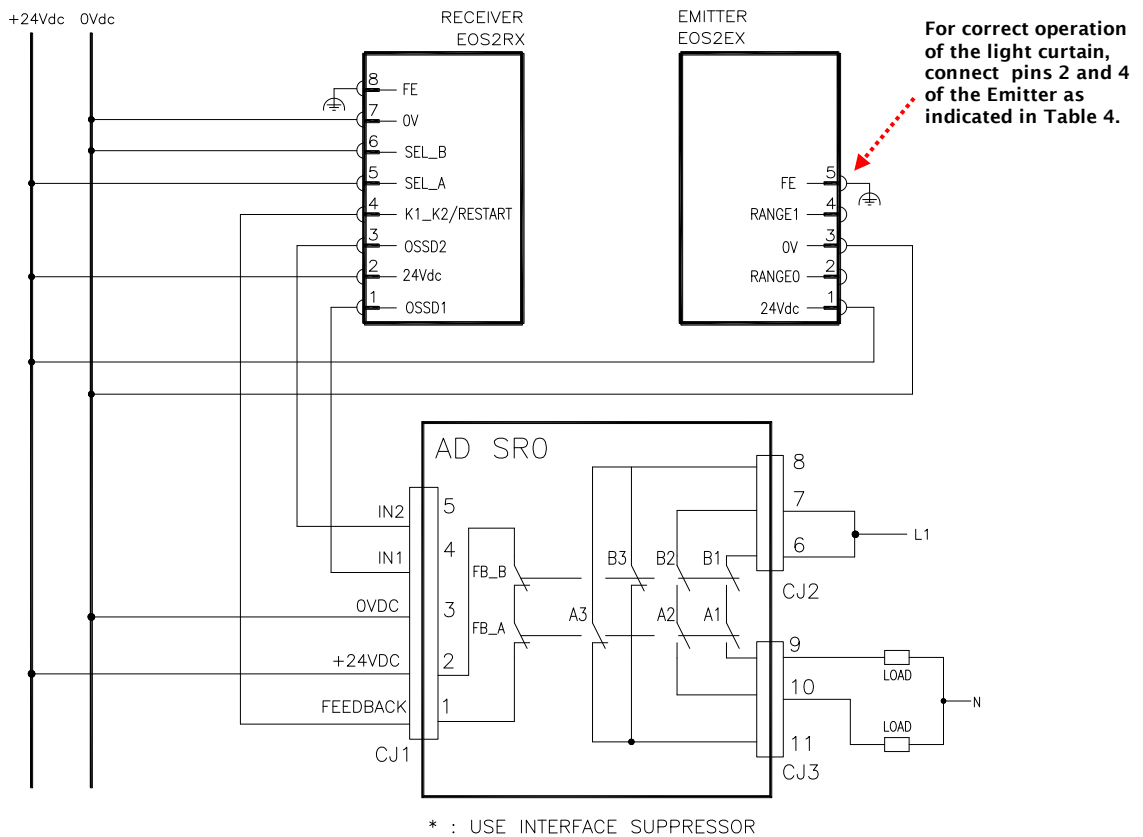 +24Vdc 0Vdc
RECEIVER
EOS2RX
EMITTER
EOS2EX
For correct operation
of the light curtain,
connect pins 2 and 4
of the Emitter as
indicated in Table 4.
8 FE
7 0V
6 SEL_B
5 SEL_A
4 K1_K2/RESTART
3 OSSD2
2 24Vdc
1 OSSD1
FE 5
RANGE1 4
0V 3
RANGE0 2
24Vdc 1
AD SR0
IN2 5
IN1 4
0VDC 3
+24VDC 2
FEEDBACK 1
CJ1
FB_B
FB_A
B3 B2 B1
A3 A2 A1
8
7
6
CJ2
L1
9
10
11
CJ3
LOAD
LOAD
N
* : USE INTERFACE SUPPRESSOR